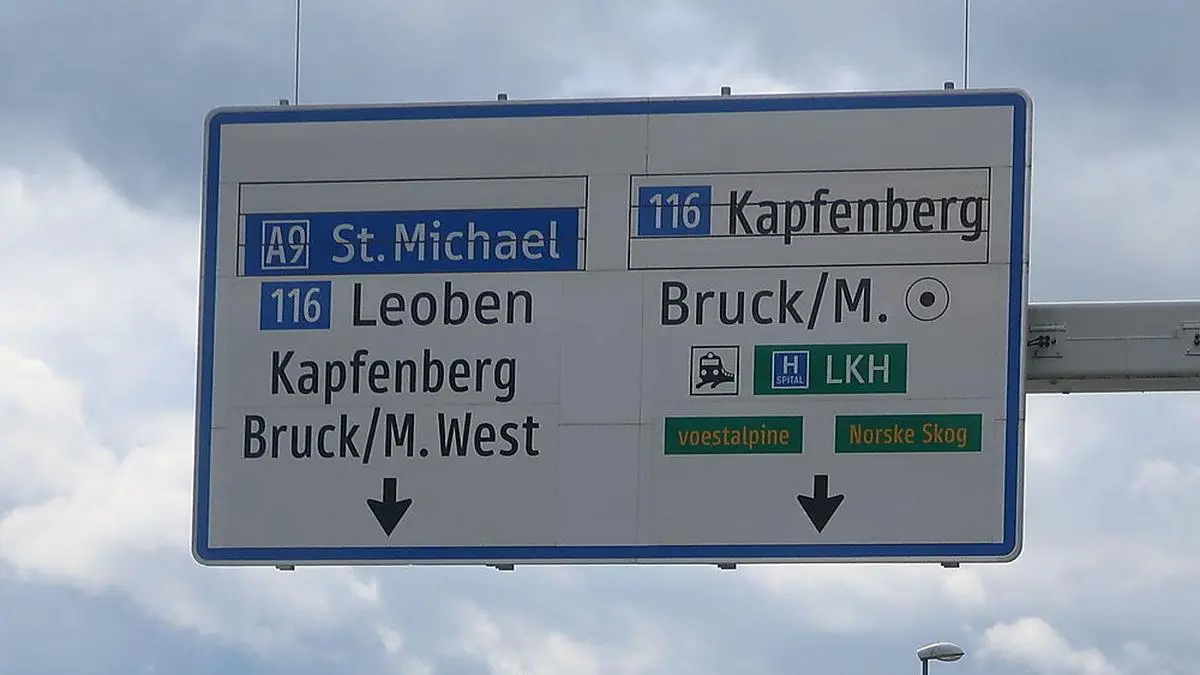 A9 St. Michael
116 Leoben
Kapfenberg
Bruck/M. West
116 Kapfenberg
Bruck/M.
H SPITAL LKH
voestalpine Norske Skog